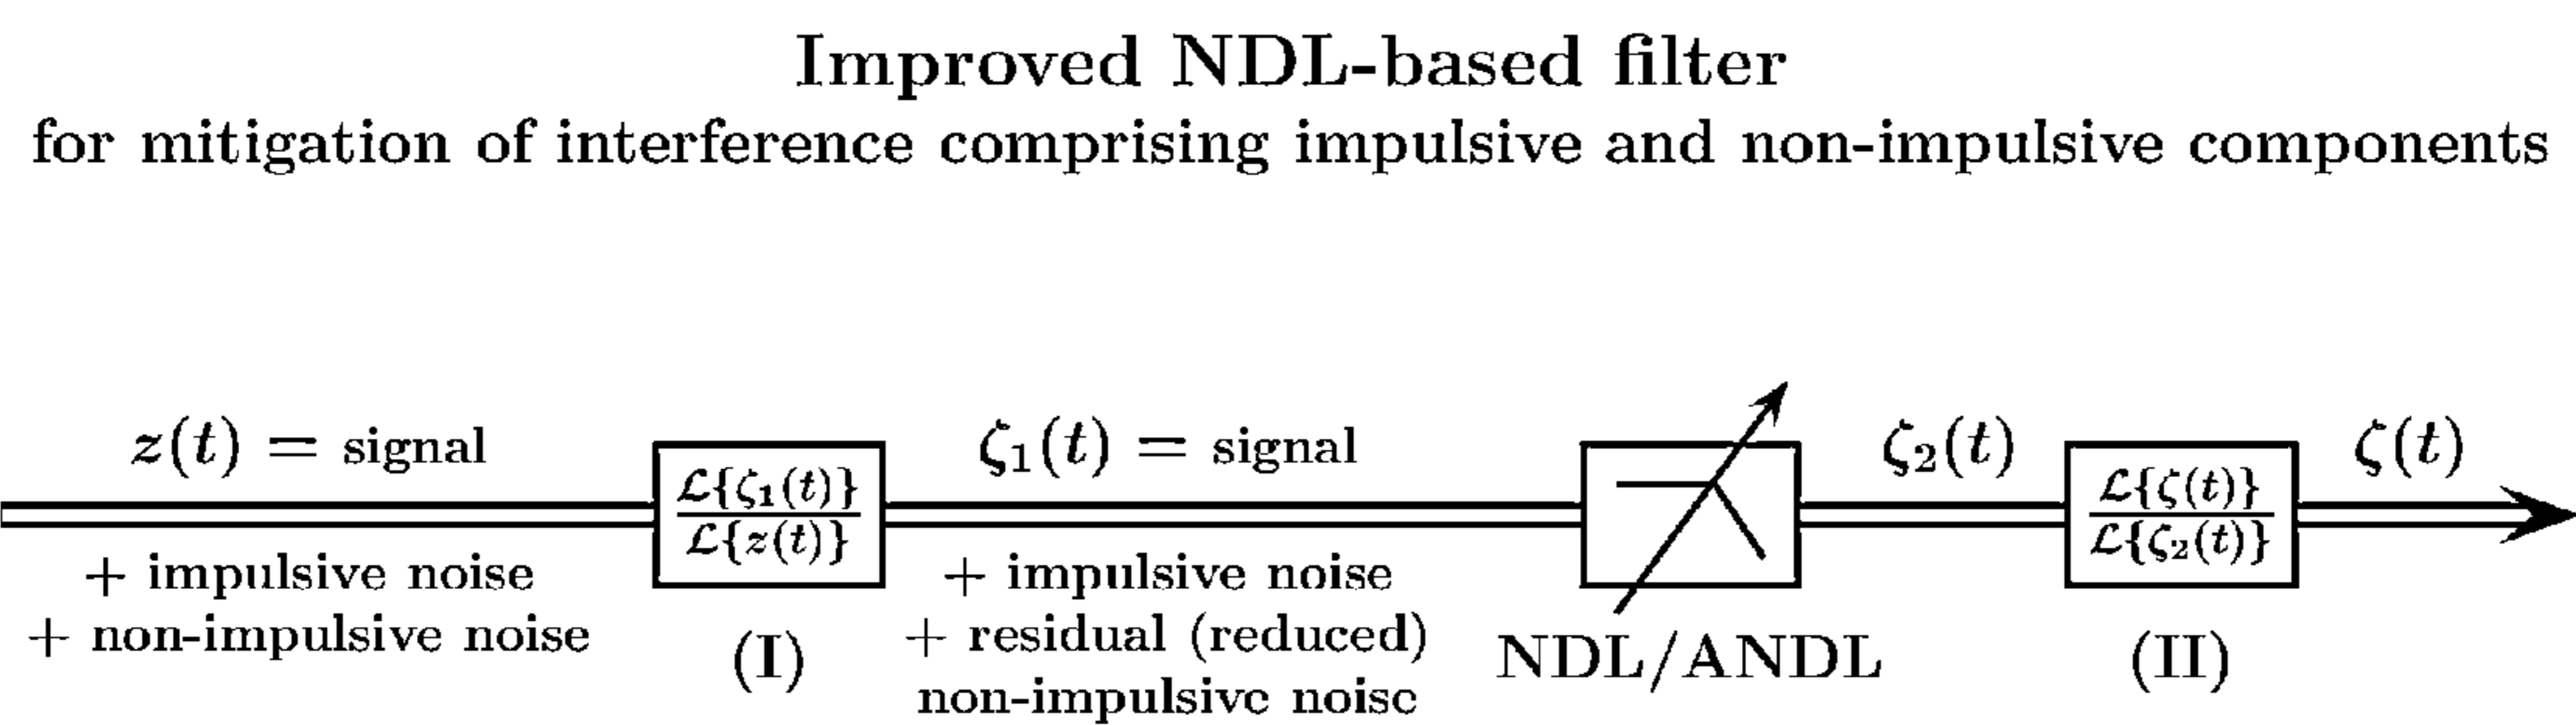 Improved NDL-based filter
for mitigation of interference comprising impulsive and non-impulsive components
z(t) = signal
+ impulsive noise
+ non-impulsive noise
ℒ{ζ₁(t)}
ℒ{z(t)}
(I)
ζ₁(t) = signal
+ impulsive noise
+ residual (reduced)
non-impulsive noise
NDL/ANDL
ζ₂(t)
ℒ{ζ(t)}
ℒ{ζ₂(t)}
(II)
ζ(t)